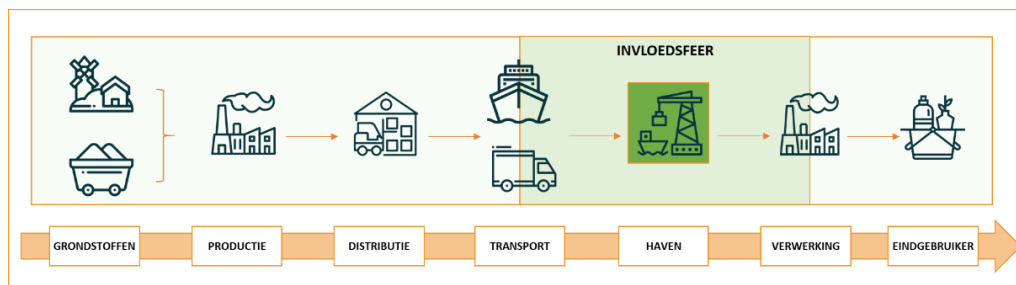 INVLOEDSFEER
GRONDSTOFFEN
PRODUCTIE
DISTRIBUTIE
TRANSPORT
HAVEN
VERWERKING
EINDGEBRUIKER